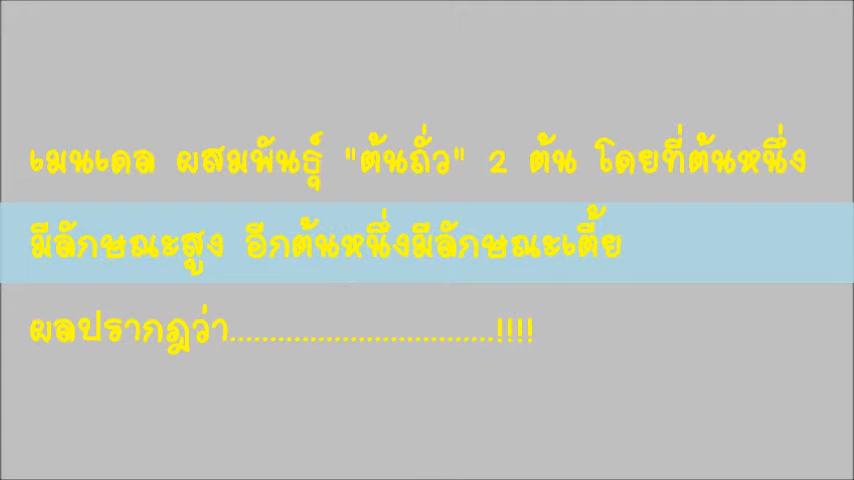 เมนเดล ผสมพันธุ์ "ต้นถั่ว" 2 ต้น โดยที่ต้นหนึ่ง
มีลักษณะสูง อีกต้นหนึ่งมีลักษณะเตี้ย
ผลปรากฎว่า.................................!!!!